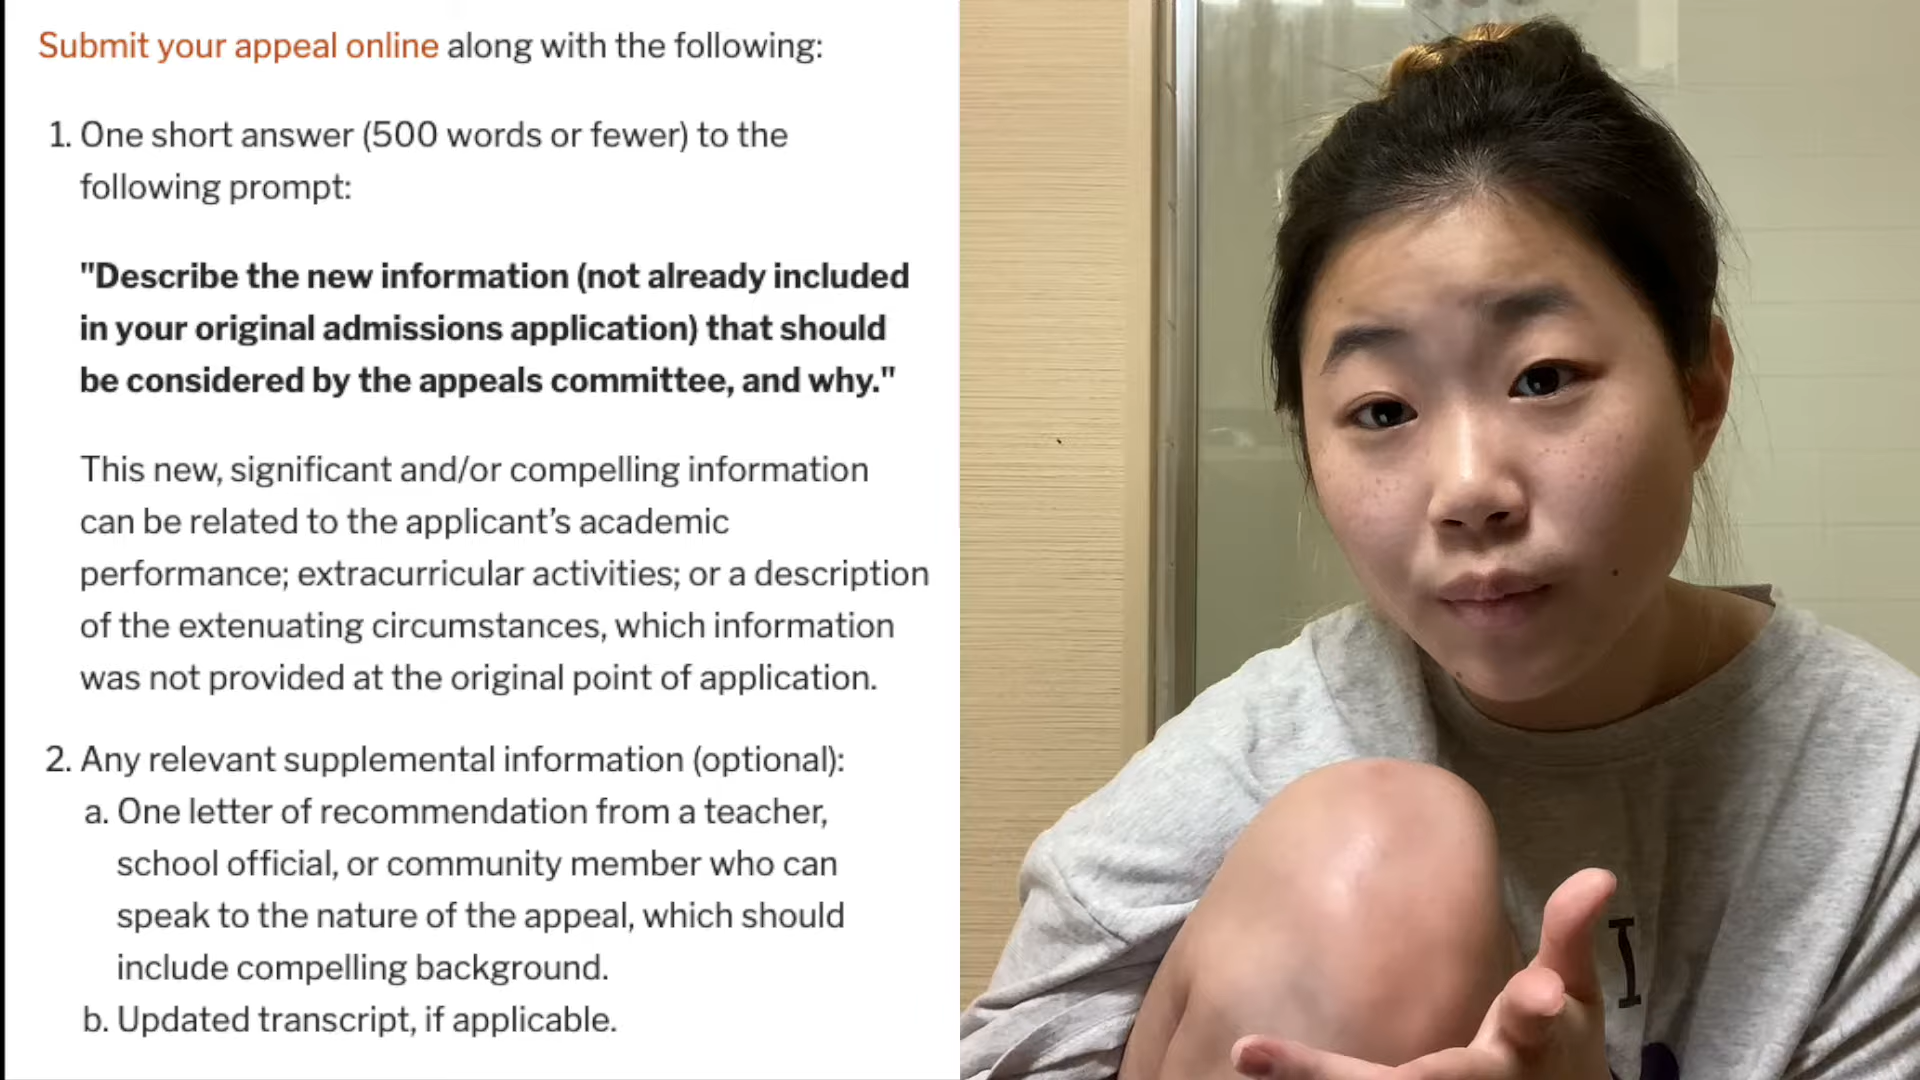 Submit your appeal online along with the following:
1. One short answer (500 words or fewer) to the
following prompt:
"Describe the new information (not already included
in your original admissions application) that should
be considered by the appeals committee, and why."
This new, significant and/or compelling information
can be related to the applicant’s academic
performance; extracurricular activities; or a description
of the extenuating circumstances, which information
was not provided at the original point of application.
2. Any relevant supplemental information (optional):
a. One letter of recommendation from a teacher,
school official, or community member who can
speak to the nature of the appeal, which should
include compelling background.
b. Updated transcript, if applicable.
I